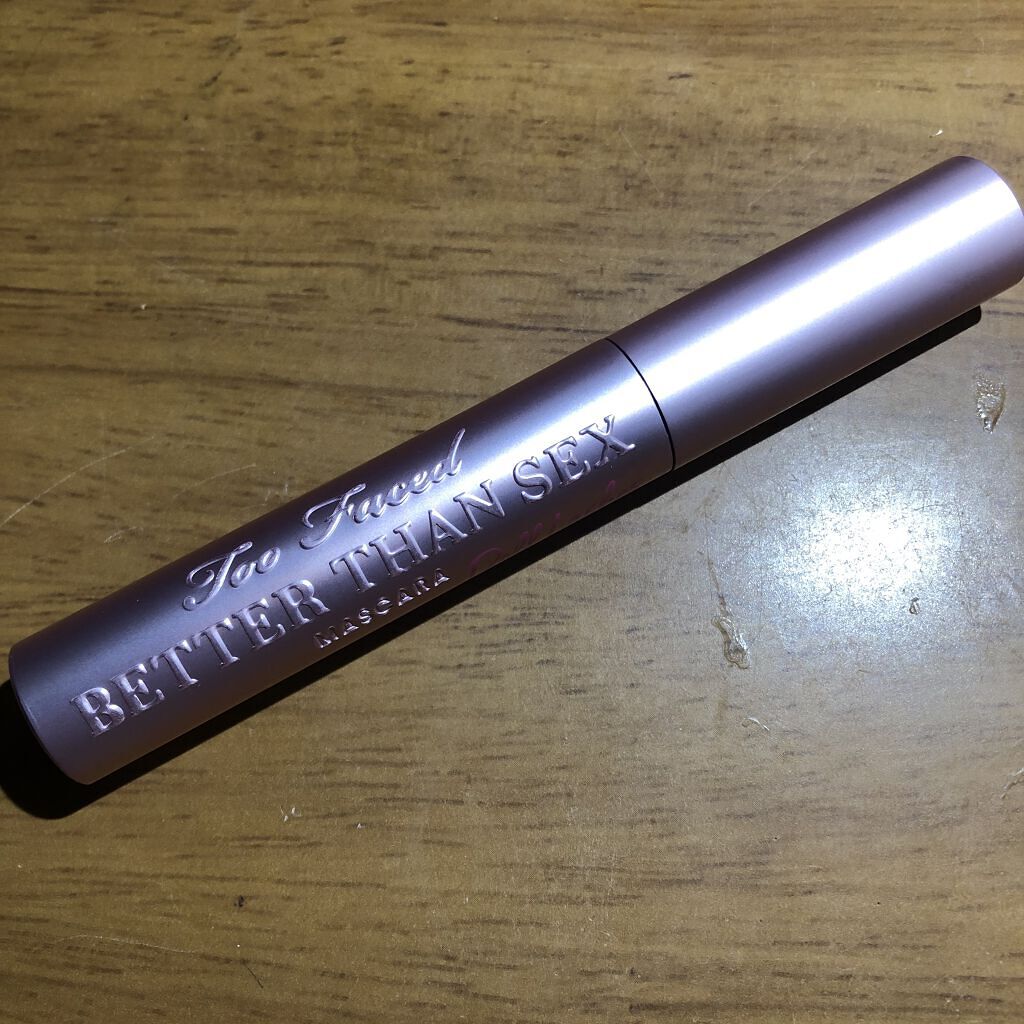 Too Faced
BETTER THAN SEX
MASCARA